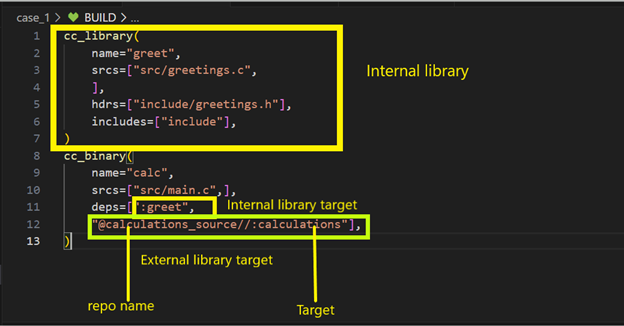 case_1 > BUILD > ...
1 cc_library(
2 name="greet",
3 srcs=["src/greetings.c",
4 ],
5 hdrs=["include/greetings.h"],
6 includes=["include"],
7 )
Internal library
8 cc_binary(
9 name="calc",
10 srcs=["src/main.c",],
11 deps=[":greet",
Internal library target
12 "@calculations_source//:calculations"],
13 )
External library target
repo name
Target